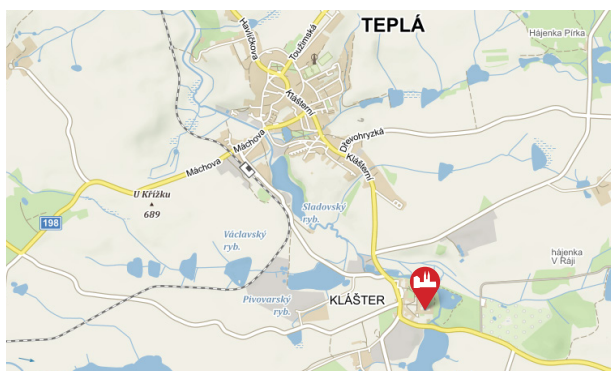 TEPLÁ
Havlíčkova
Toužimská
Hájenka Pírka
Klášterní
Máchova
Dřevohryzká
Máchova
Klášterní
U Křížku
689
198
Sladovský
ryb.
Václavský
ryb.
hájenka
V Ráji
Pivovarský
ryb.
KLÁŠTER